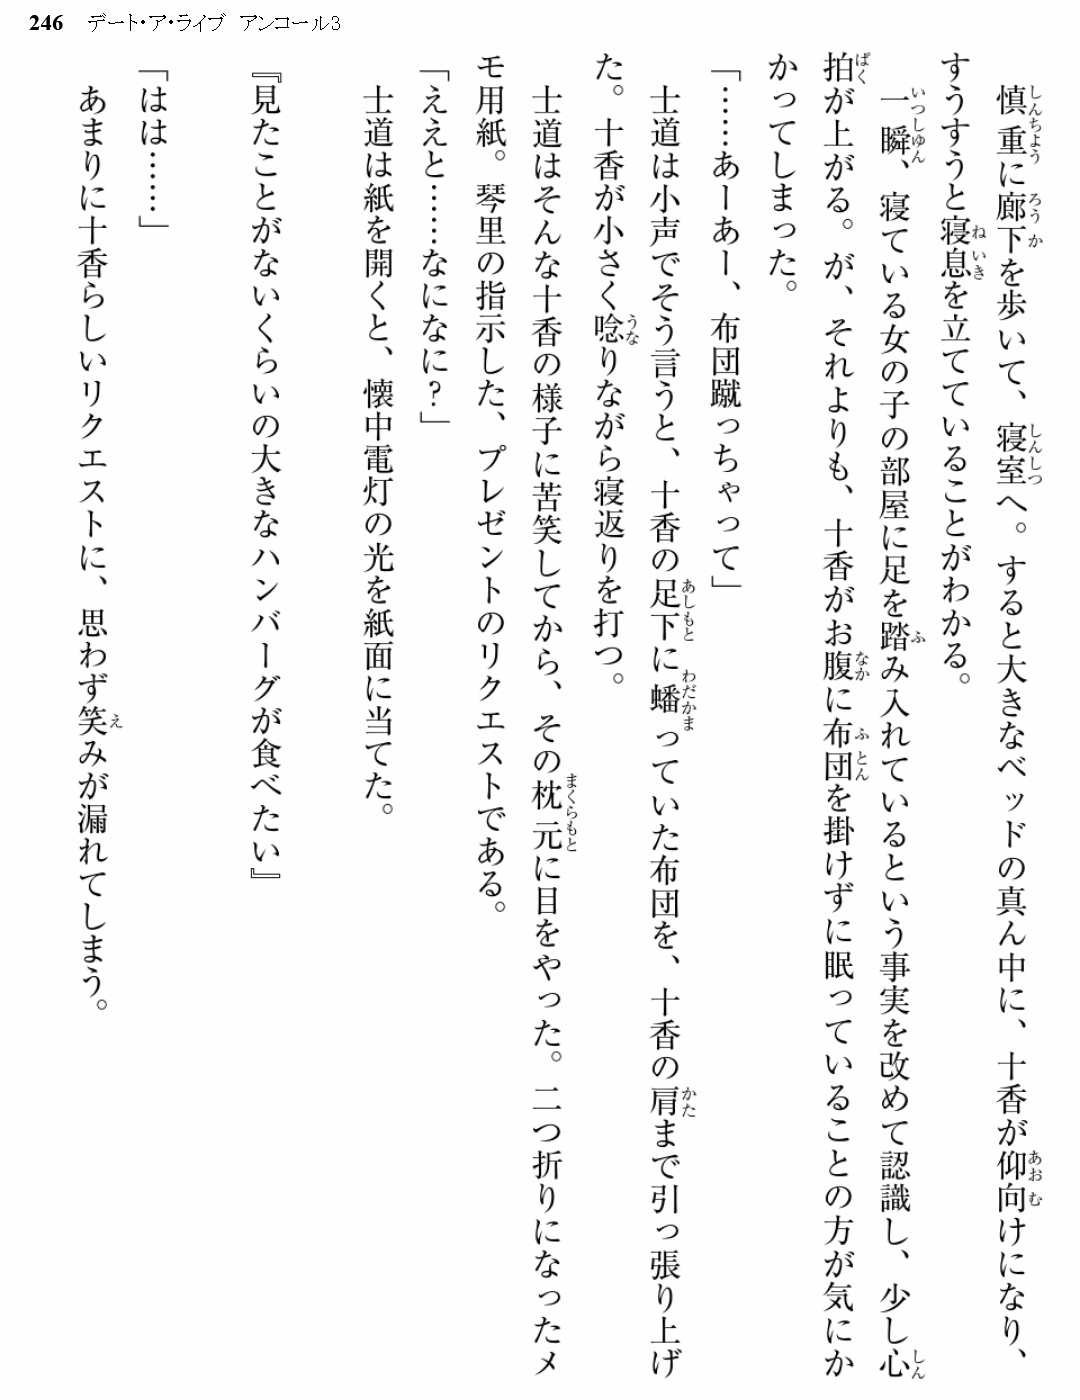 246 デート・ア・ライブ アンコール3
慎重に廊下を歩いて、寝室へ。すると大きなベッドの真ん中に、十香が仰向けになり、
すうすうと寝息を立てていることがわかる。
一瞬、寝ている女の子の部屋に足を踏み入れているという事実を改めて認識し、少し心
拍が上がる。が、それよりも、十香がお腹に布団を掛けずに眠っていることの方が気にか
かってしまった。
「……あーあー、布団蹴っちゃって」
士道は小声でそう言うと、十香の足下に蟠っていた布団を、十香の肩まで引っ張り上げ
た。十香が小さく唸りながら寝返りを打つ。
士道はそんな十香の様子に苦笑してから、その枕元に目をやった。二つ折りになったメ
モ用紙。琴里の指示した、プレゼントのリクエストである。
「ええと……なになに?」
士道は紙を開くと、懐中電灯の光を紙面に当てた。
『見たことがないくらいの大きなハンバーグが食べたい』
「はは……」
あまりに十香らしいリクエストに、思わず笑みが漏れてしまう。